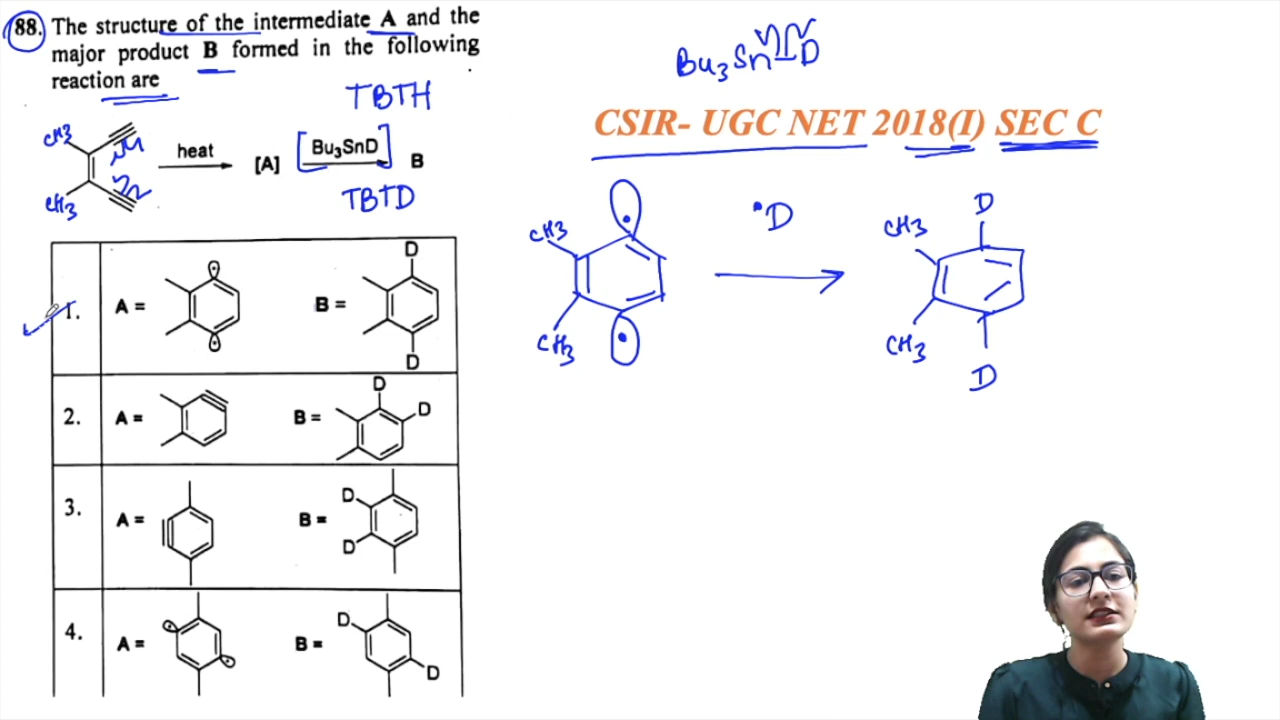 88. The structure of the intermediate A and the
major product B formed in the following
reaction are
TBTH
CH3
CH3
heat
[A]
Bu3SnD
B
TBTD
1. A = B = D D
2. A = B = D D
3. A = B = D D
4. A = B = D D
Bu3Sn–D
CSIR- UGC NET 2018(I) SEC C
CH3
CH3
•D
CH3
CH3
D
D